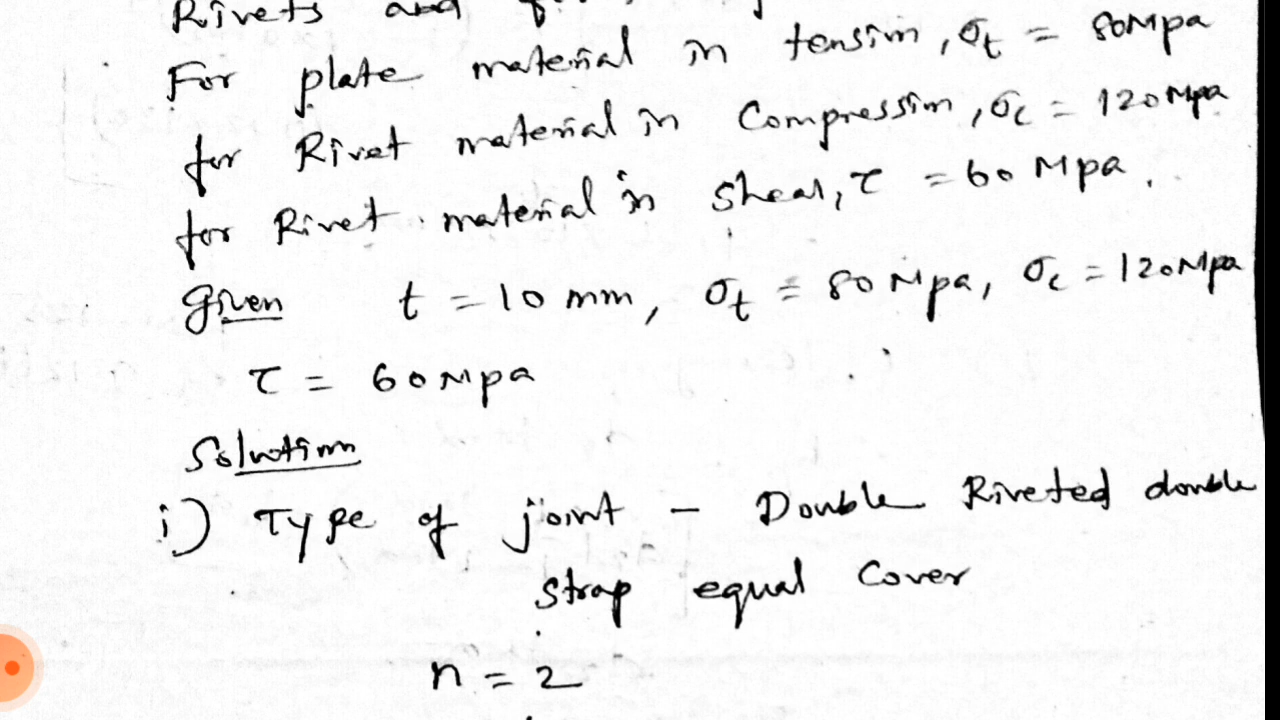 Rivets and
For plate material in tension, σt = 80MPa
for Rivet material in Compression, σc = 120MPa
for Rivet material in Shear, τ = 60 MPa.
Given t = 10 mm, σt = 80 MPa, σc = 120MPa
τ = 60MPa
Solution
i) Type of joint - Double Riveted double
Strap equal Cover
n = 2